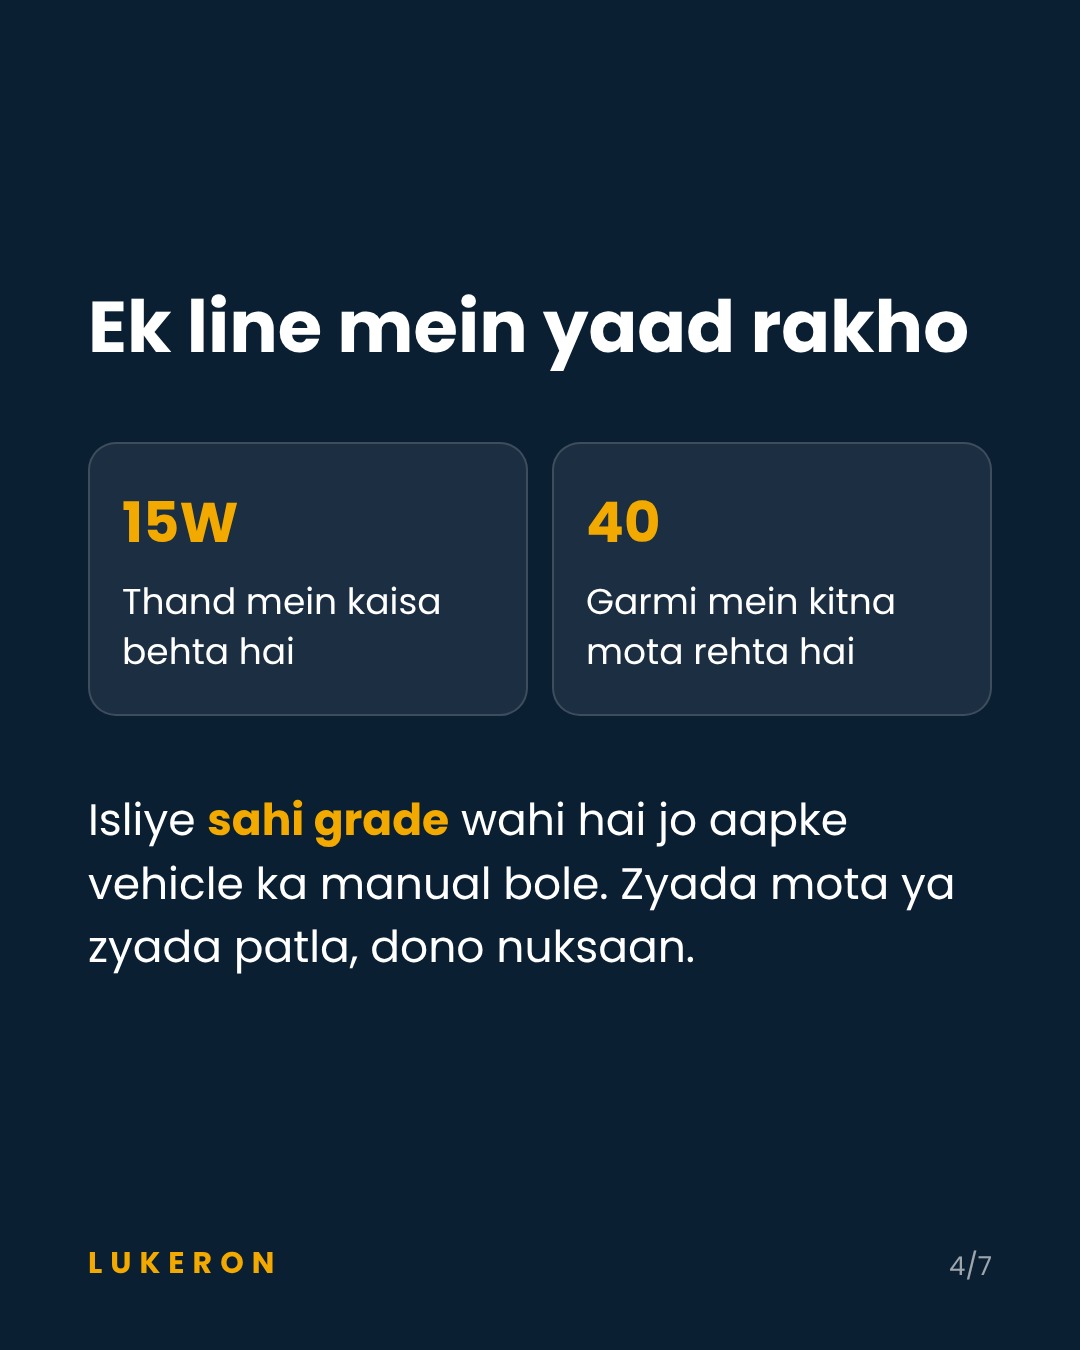 Ek line mein yaad rakho
15W
Thand mein kaisa
behta hai
40
Garmi mein kitna
mota rehta hai
Isliye sahi grade wahi hai jo aapke
vehicle ka manual bole. Zyada mota ya
zyada patla, dono nuksaan.
LUKERON
4/7